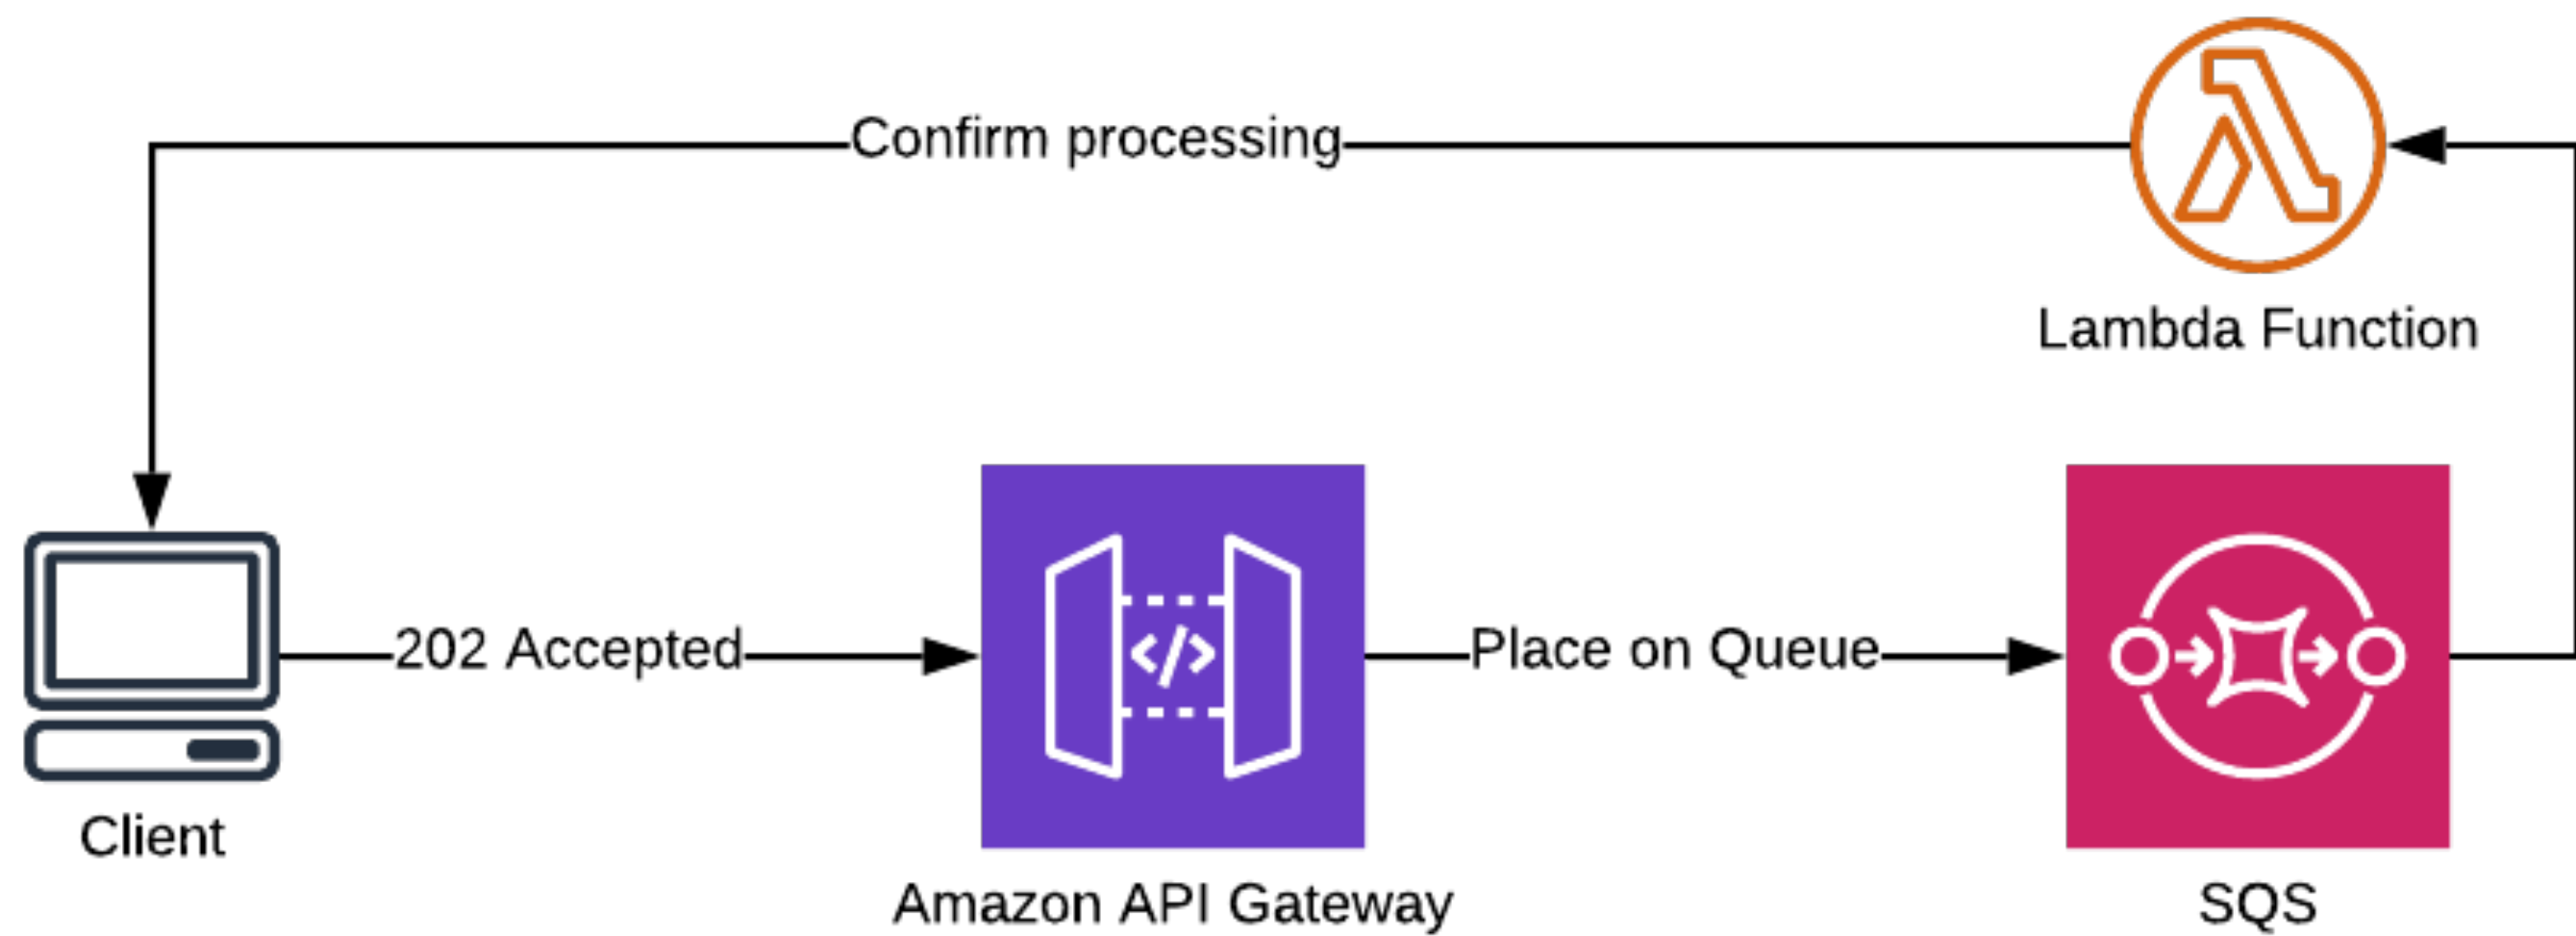 Confirm processing
Lambda Function
202 Accepted
Place on Queue
Client
Amazon API Gateway
SQS